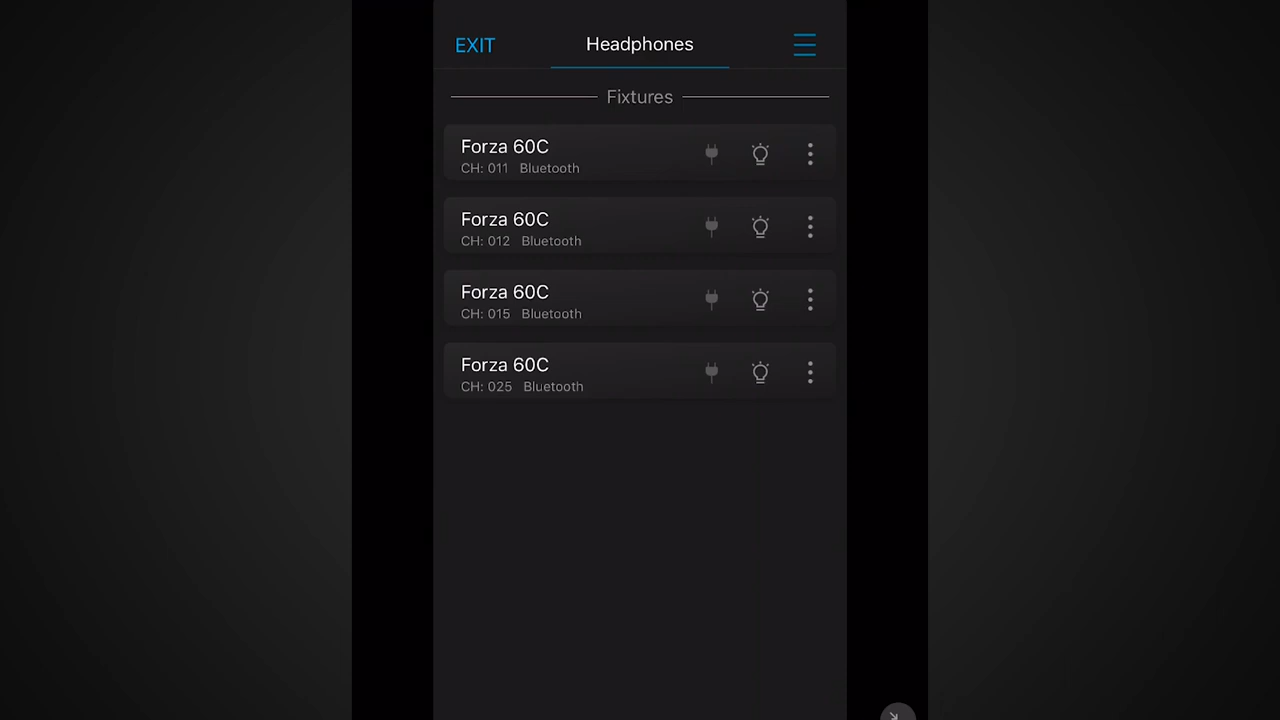 EXIT
Headphones
Fixtures
Forza 60C
CH: 011 Bluetooth
Forza 60C
CH: 012 Bluetooth
Forza 60C
CH: 015 Bluetooth
Forza 60C
CH: 025 Bluetooth